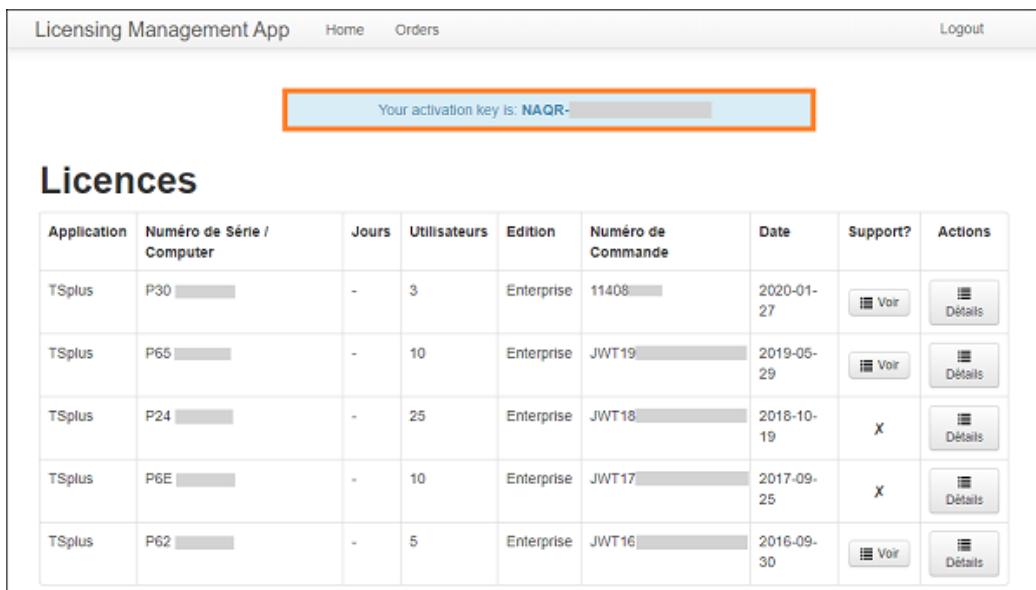 Licensing Management App Home Orders Logout
Your activation key is: NAQR-
Licences
Application Numéro de Série / Jours Utilisateurs Edition Numéro de Date Support? Actions
Computer Commande
TSplus P30 - 3 Enterprise 11408 2020-01- Voir
27 Détails
TSplus P65 - 10 Enterprise JWT19 2019-05- Voir
29 Détails
TSplus P24 - 25 Enterprise JWT18 2018-10- X
19 Détails
TSplus P6E - 10 Enterprise JWT17 2017-09- X
25 Détails
TSplus P62 - 5 Enterprise JWT16 2016-09- Voir
30 Détails